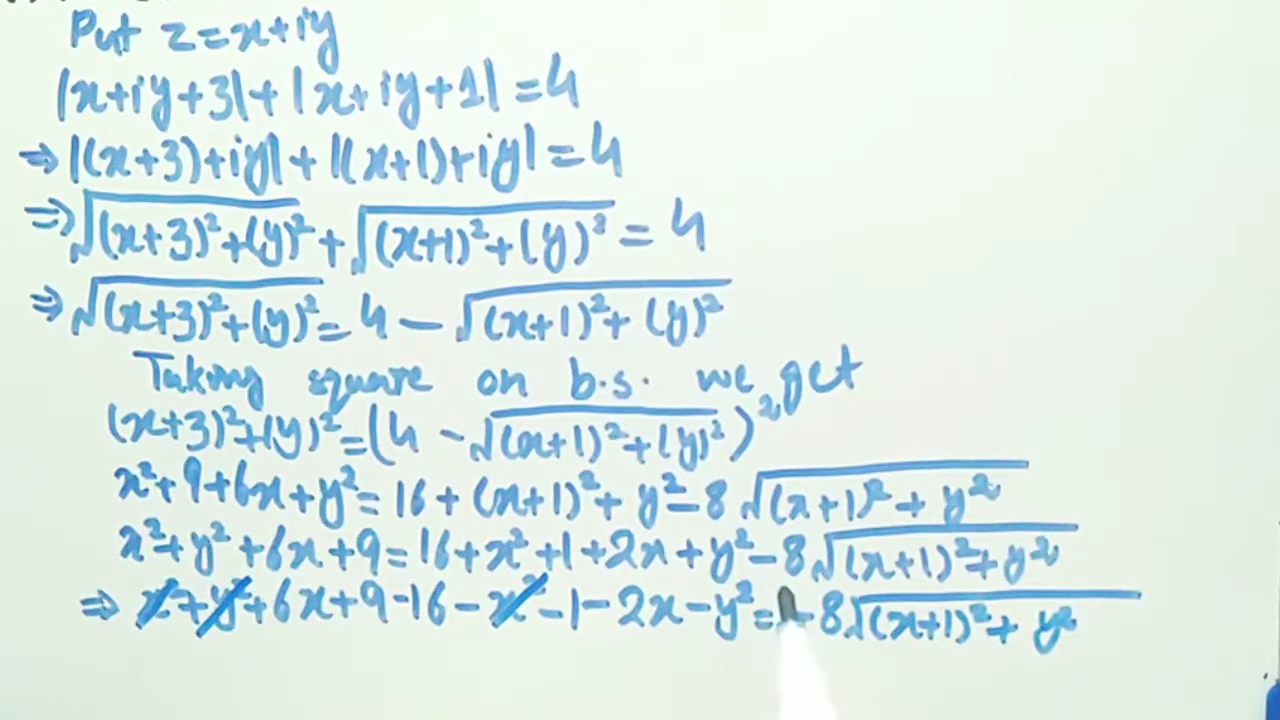 Put z=x+iy
|x+iy+3|+|x+iy+1|=4
⇒|(x+3)+iy|+|(x+1)+iy|=4
⇒√(x+3)²+(y)²+√(x+1)²+(y)²=4
⇒√(x+3)²+(y)²=4-√(x+1)²+(y)²
Taking square on b.s. we get
(x+3)²+(y)²=(4-√(x+1)²+(y)²)²
x²+9+6x+y²=16+(x+1)²+y²-8√(x+1)²+y²
x²+y²+6x+9=16+x²+1+2x+y²-8√(x+1)²+y²
⇒x²+y²+6x+9-16-x²-1-2x-y²=-8√(x+1)²+y²